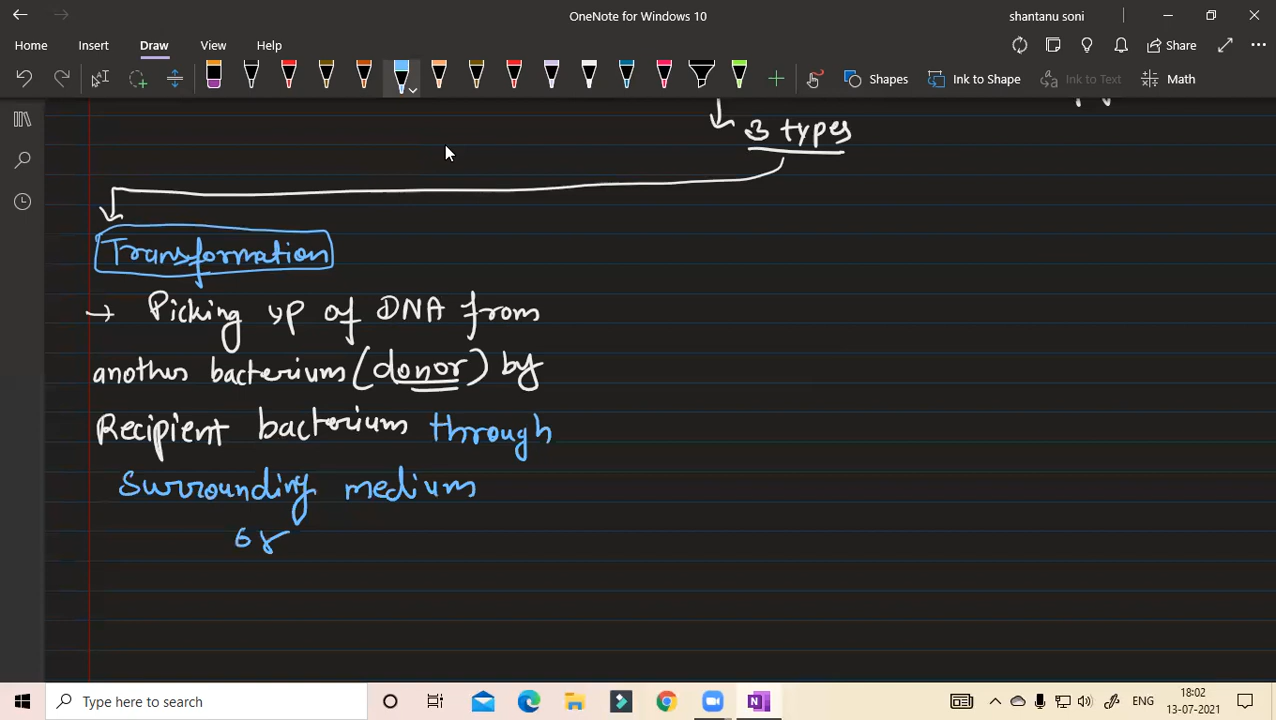 OneNote for Windows 10
shantanu soni
Home Insert Draw View Help
Share
Shapes Ink to Shape Ink to Text Math
3 types
Transformation
→ Picking up of DNA from
another bacterium (donor) by
Recipient bacterium through
Surrounding medium
or
Type here to search
ENG
18:02
13-07-2021